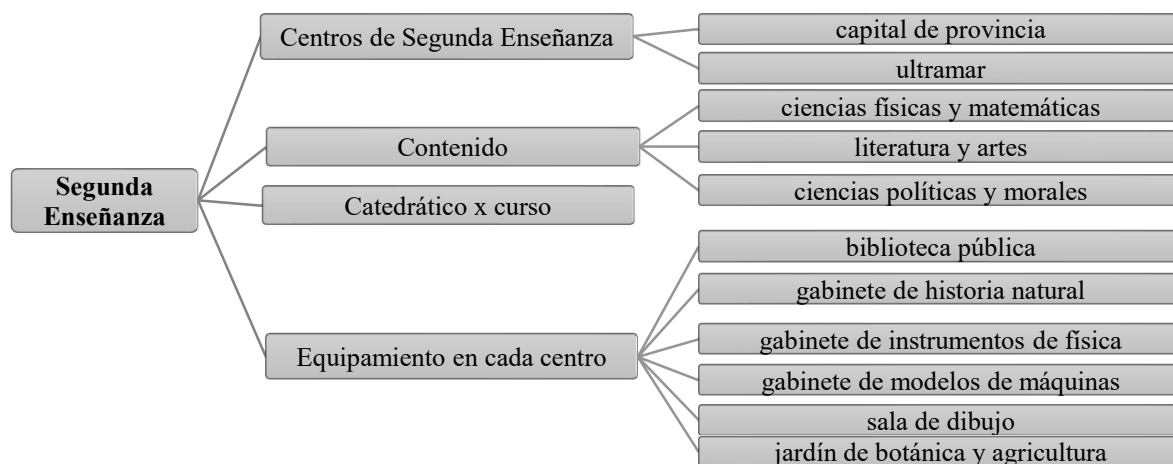 Segunda
Enseñanza
Centros de Segunda Enseñanza
capital de provincia
ultramar
Contenido
ciencias físicas y matemáticas
literatura y artes
ciencias políticas y morales
Catedrático x curso
Equipamiento en cada centro
biblioteca pública
gabinete de historia natural
gabinete de instrumentos de física
gabinete de modelos de máquinas
sala de dibujo
jardín de botánica y agricultura